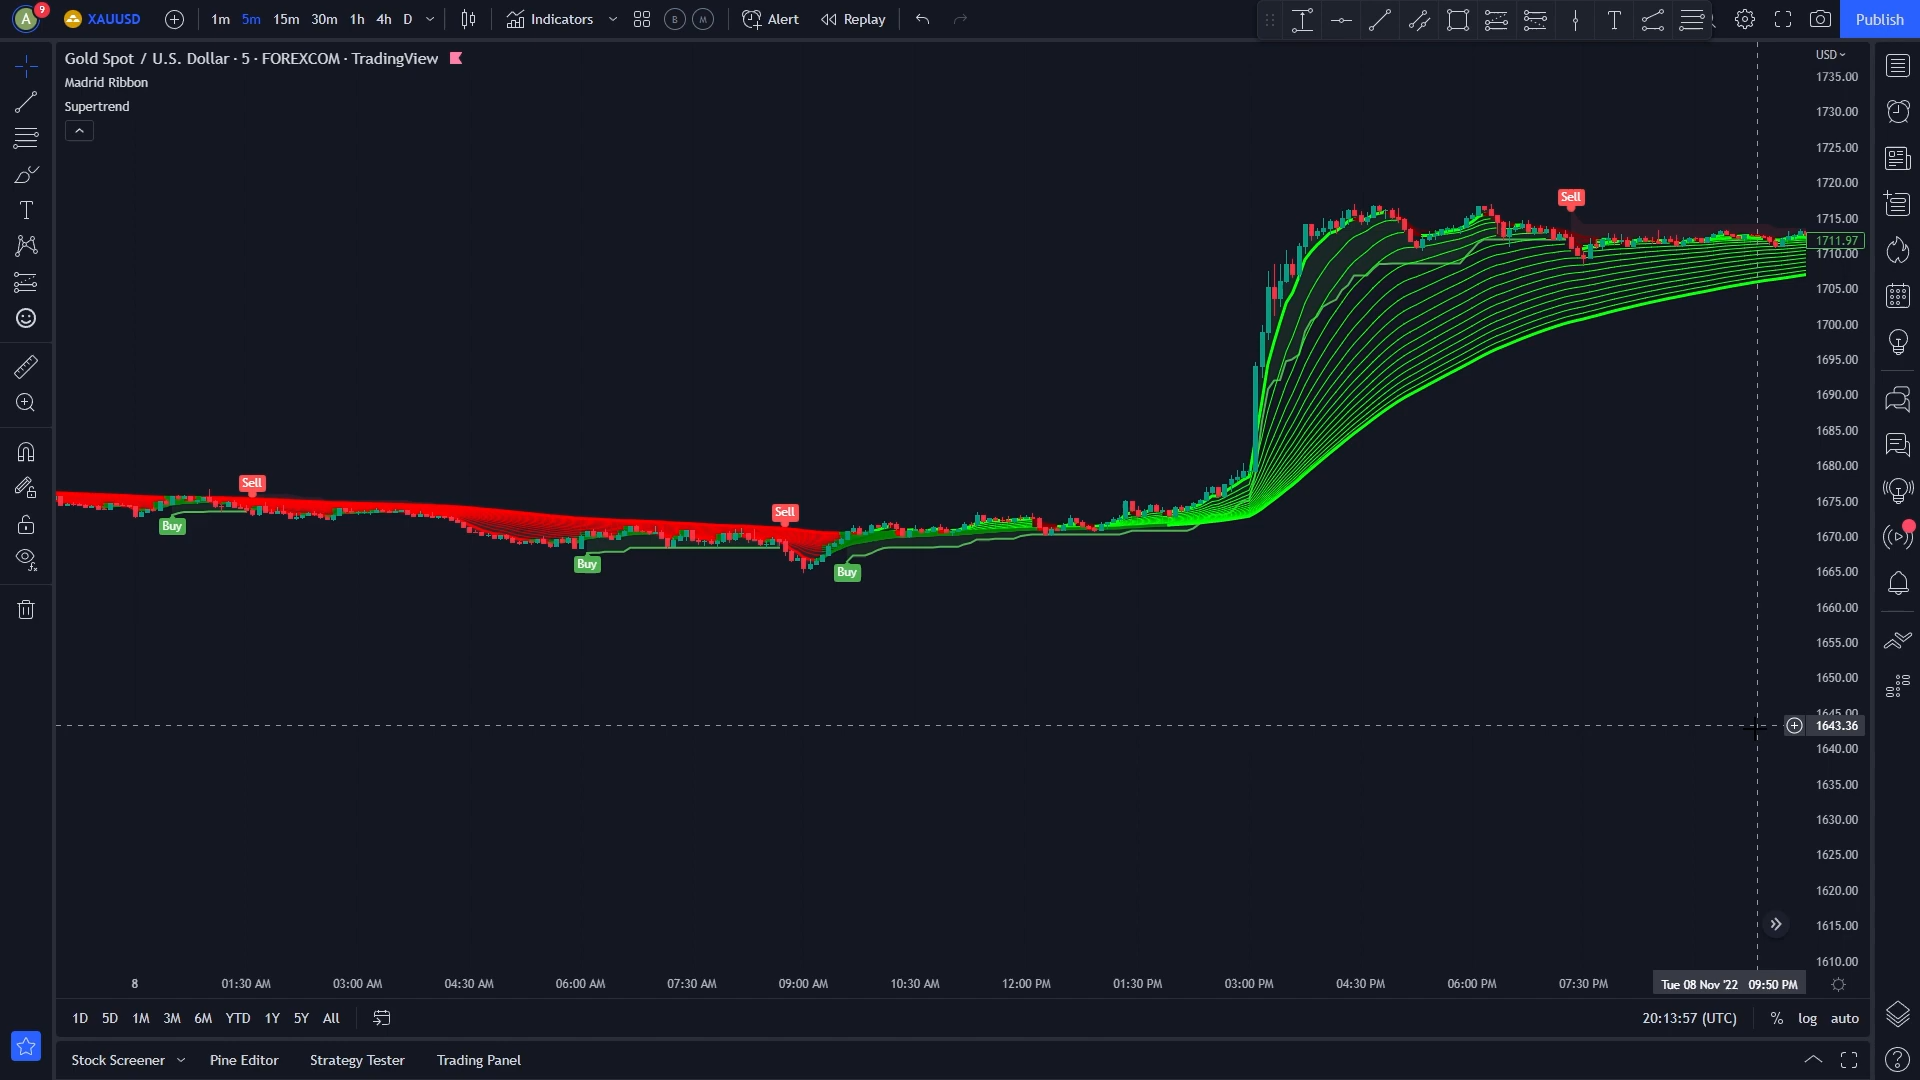 A 9 XAUUSD 1m 5m 15m 30m 1h 4h D Indicators B M Alert Replay Publish
Gold Spot / U.S. Dollar · 5 · FOREXCOM · TradingView
Madrid Ribbon
Supertrend
USD
1735.00
1730.00
1725.00
1720.00
1715.00
1711.97
1710.00
1705.00
1700.00
1695.00
1690.00
1685.00
1680.00
1675.00
1670.00
1665.00
1660.00
1655.00
1650.00
1645.00
1643.36
1640.00
1635.00
1630.00
1625.00
1620.00
1615.00
1610.00
Sell
Sell
Sell
Buy
Buy
Buy
8 01:30 AM 03:00 AM 04:30 AM 06:00 AM 07:30 AM 09:00 AM 10:30 AM 12:00 PM 01:30 PM 03:00 PM 04:30 PM 06:00 PM 07:30 PM Tue 08 Nov '22 09:50 PM
1D 5D 1M 3M 6M YTD 1Y 5Y All 20:13:57 (UTC) % log auto
Stock Screener Pine Editor Strategy Tester Trading Panel